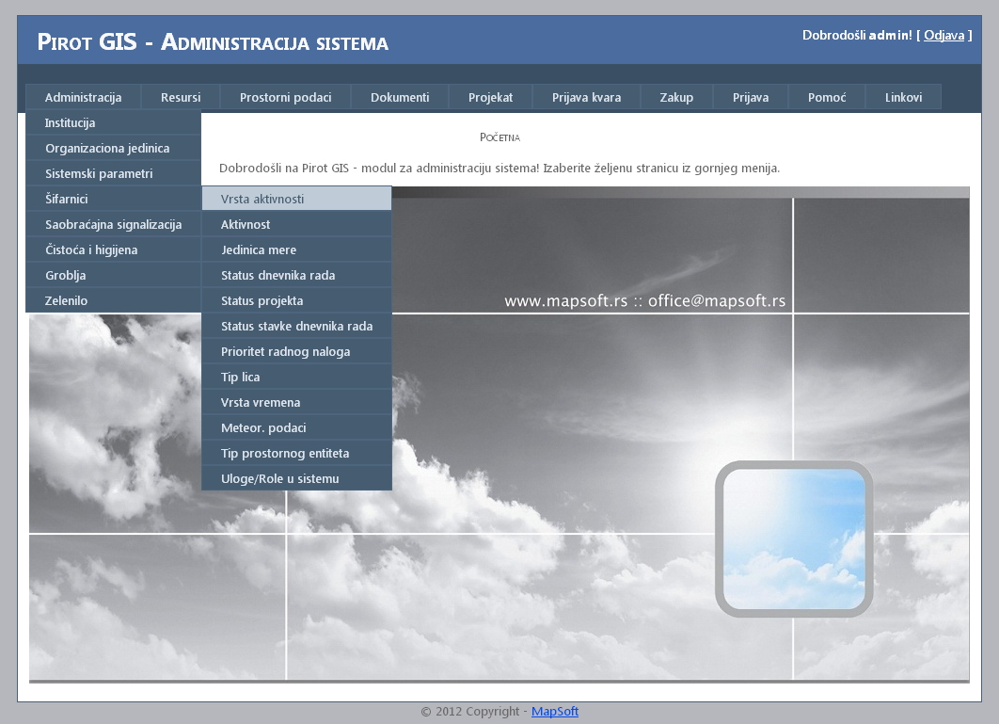 Pirot GIS - Administracija sistema
Dobrodošli admin! [ Odjava ]
Administracija
Resursi
Prostorni podaci
Dokumenti
Projekat
Prijava kvara
Zakup
Prijava
Pomoć
Linkovi
Institucija
Organizaciona jedinica
Sistemski parametri
Šifarnici
Saobraćajna signalizacija
Čistoća i higijena
Groblja
Zelenilo
Početna
Dobrodošli na Pirot GIS - modul za administraciju sistema! Izaberite željenu stranicu iz gornjeg menija.
Vrsta aktivnosti
Aktivnost
Jedinica mere
Status dnevnika rada
Status projekta
Status stavke dnevnika rada
Prioritet radnog naloga
Tip lica
Vrsta vremena
Meteor. podaci
Tip prostornog entiteta
Uloge/Role u sistemu
www.mapsoft.rs :: office@mapsoft.rs
© 2012 Copyright - MapSoft